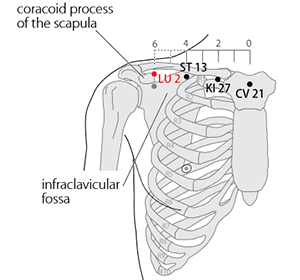 coracoid process
of the scapula
6 4 2 0
ST 13
LU 2
KI 27
CV 21
infraclavicular
fossa